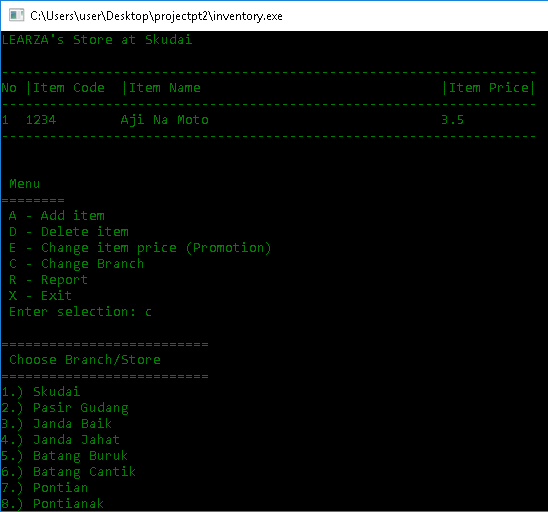 C:\Users\user\Desktop\projectpt2\inventory.exe
LEARZA's Store at Skudai
-------------------------------------------------------------------
No |Item Code  |Item Name                              |Item Price|
-------------------------------------------------------------------
1  1234        Aji Na Moto                             3.5
-------------------------------------------------------------------
Menu
========
A - Add item
D - Delete item
E - Change item price (Promotion)
C - Change Branch
R - Report
X - Exit
Enter selection: c
==========================
Choose Branch/Store
==========================
1.) Skudai
2.) Pasir Gudang
3.) Janda Baik
4.) Janda Jahat
5.) Batang Buruk
6.) Batang Cantik
7.) Pontian
8.) Pontianak